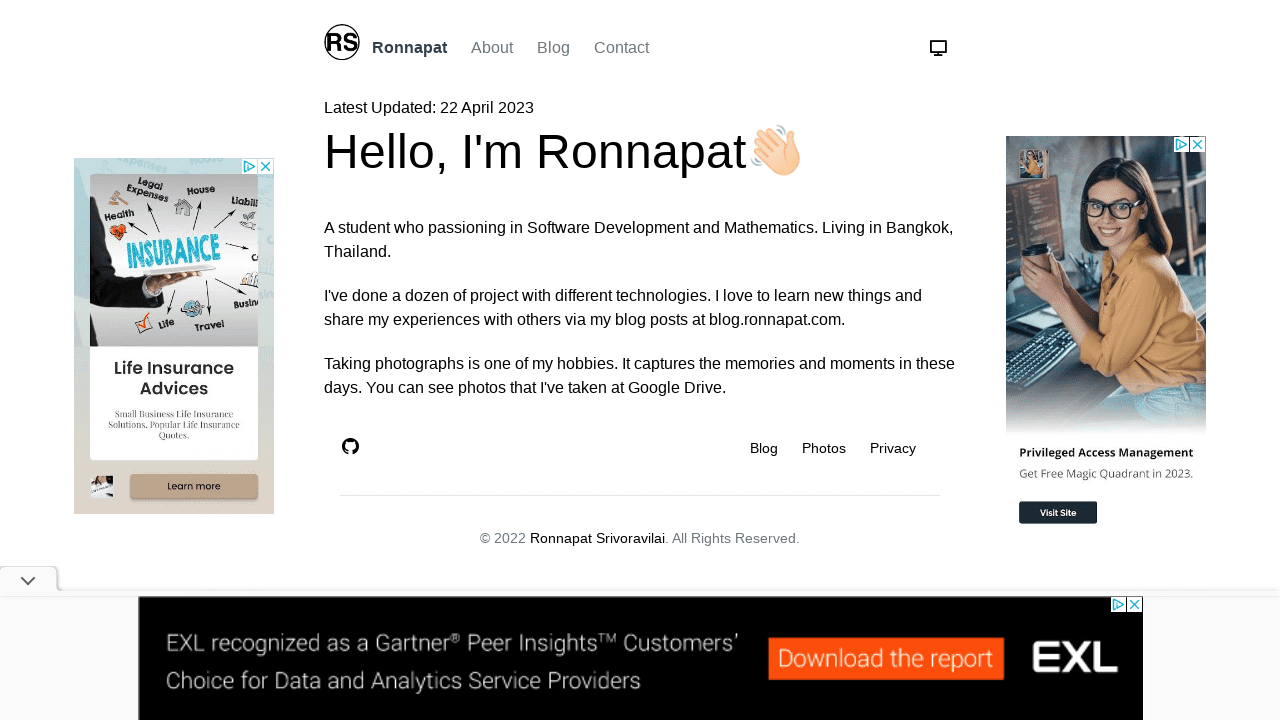 RS
Ronnapat
About
Blog
Contact
Latest Updated: 22 April 2023
Hello, I'm Ronnapat👋🏻
A student who passioning in Software Development and Mathematics. Living in Bangkok,
Thailand.
I've done a dozen of project with different technologies. I love to learn new things and
share my experiences with others via my blog posts at blog.ronnapat.com.
Taking photographs is one of my hobbies. It captures the memories and moments in these
days. You can see photos that I've taken at Google Drive.
Blog
Photos
Privacy
© 2022 Ronnapat Srivoravilai. All Rights Reserved.
Legal
Expenses
House
Health
INSURANCE
Life
Travel
Life Insurance
Advices
Small Business Life Insurance
Solutions. Popular Life Insurance
Quotes.
Learn more
Privileged Access Management
Get Free Magic Quadrant in 2023.
Visit Site
EXL recognized as a Gartner® Peer Insights™ Customers'
Choice for Data and Analytics Service Providers
Download the report
EXL